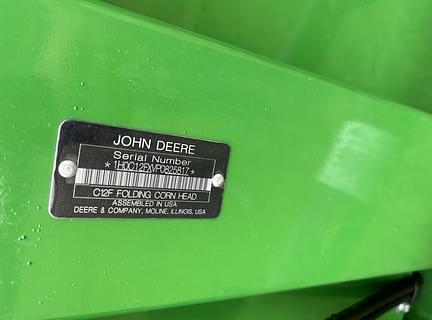 JOHN DEERE
Serial Number
*1H0C12FXVP0825817*
C12F FOLDING CORN HEAD
ASSEMBLED IN USA
DEERE & COMPANY, MOLINE, ILLINOIS, USA